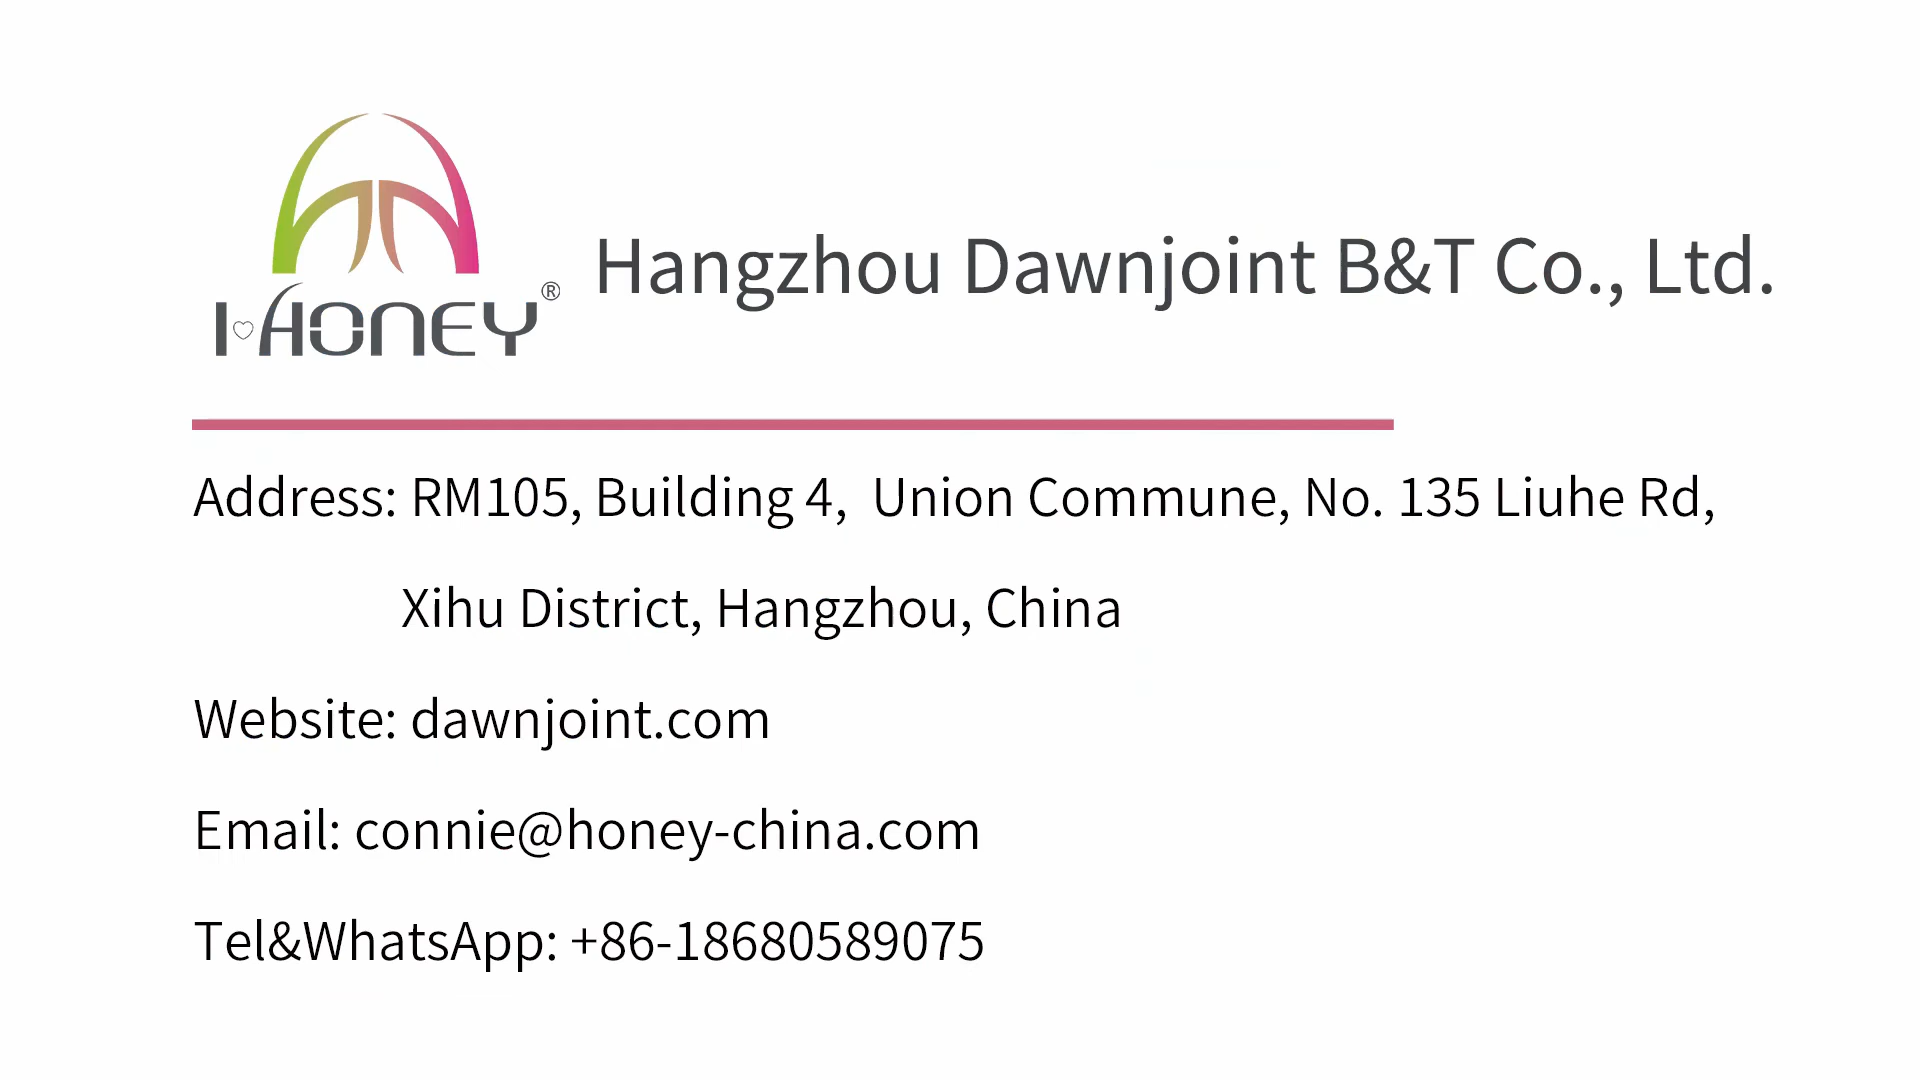 I♡HONEY®
Hangzhou Dawnjoint B&T Co., Ltd.
Address: RM105, Building 4, Union Commune, No. 135 Liuhe Rd,
Xihu District, Hangzhou, China
Website: dawnjoint.com
Email: connie@honey-china.com
Tel&WhatsApp: +86-18680589075